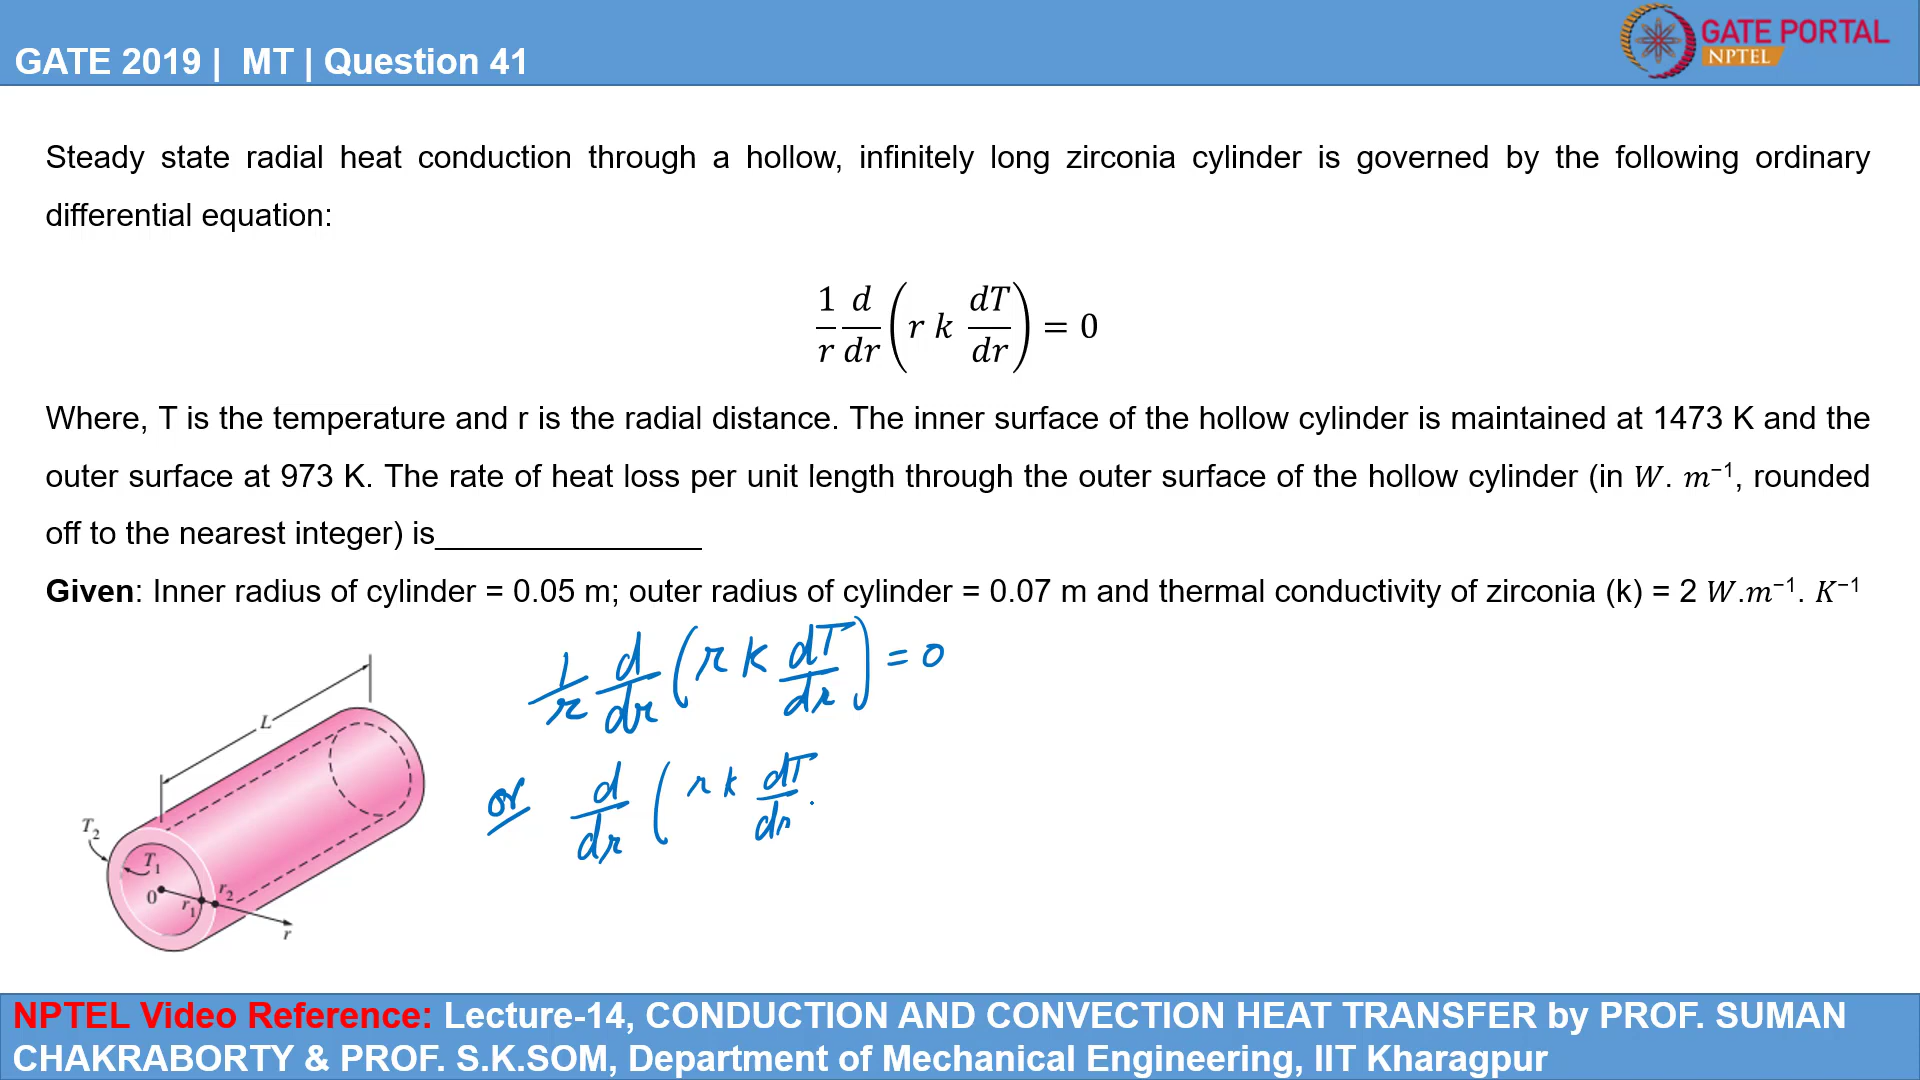 GATE 2019 | MT | Question 41
GATE PORTAL
NPTEL
Steady state radial heat conduction through a hollow, infinitely long zirconia cylinder is governed by the following ordinary
differential equation:
1/r d/dr (r k dT/dr) = 0
Where, T is the temperature and r is the radial distance. The inner surface of the hollow cylinder is maintained at 1473 K and the
outer surface at 973 K. The rate of heat loss per unit length through the outer surface of the hollow cylinder (in W. m⁻¹, rounded
off to the nearest integer) is_______________
Given: Inner radius of cylinder = 0.05 m; outer radius of cylinder = 0.07 m and thermal conductivity of zirconia (k) = 2 W.m⁻¹. K⁻¹
1/r d/dr (r k dT/dr) = 0
or d/dr (r k dT/dr
L
T₂
T₁
0
r₁
r₂
r
NPTEL Video Reference: Lecture-14, CONDUCTION AND CONVECTION HEAT TRANSFER by PROF. SUMAN
CHAKRABORTY & PROF. S.K.SOM, Department of Mechanical Engineering, IIT Kharagpur